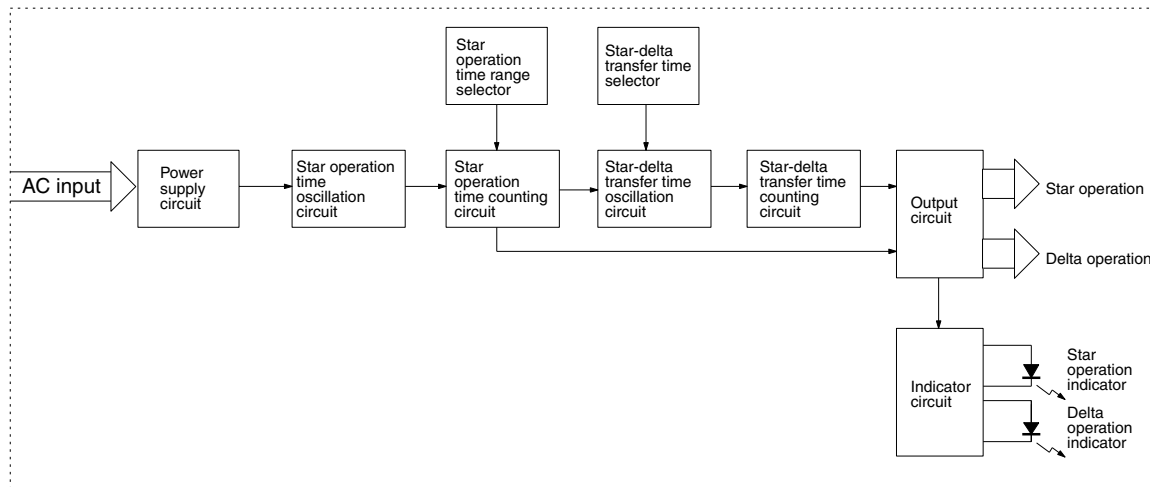 Star
operation
time range
selector
Star-delta
transfer time
selector
AC input
Power
supply
circuit
Star operation
time
oscillation
circuit
Star
operation
time counting
circuit
Star-delta
transfer time
oscillation
circuit
Star-delta
transfer time
counting
circuit
Output
circuit
Star operation
Delta operation
Indicator
circuit
Star
operation
indicator
Delta
operation
indicator